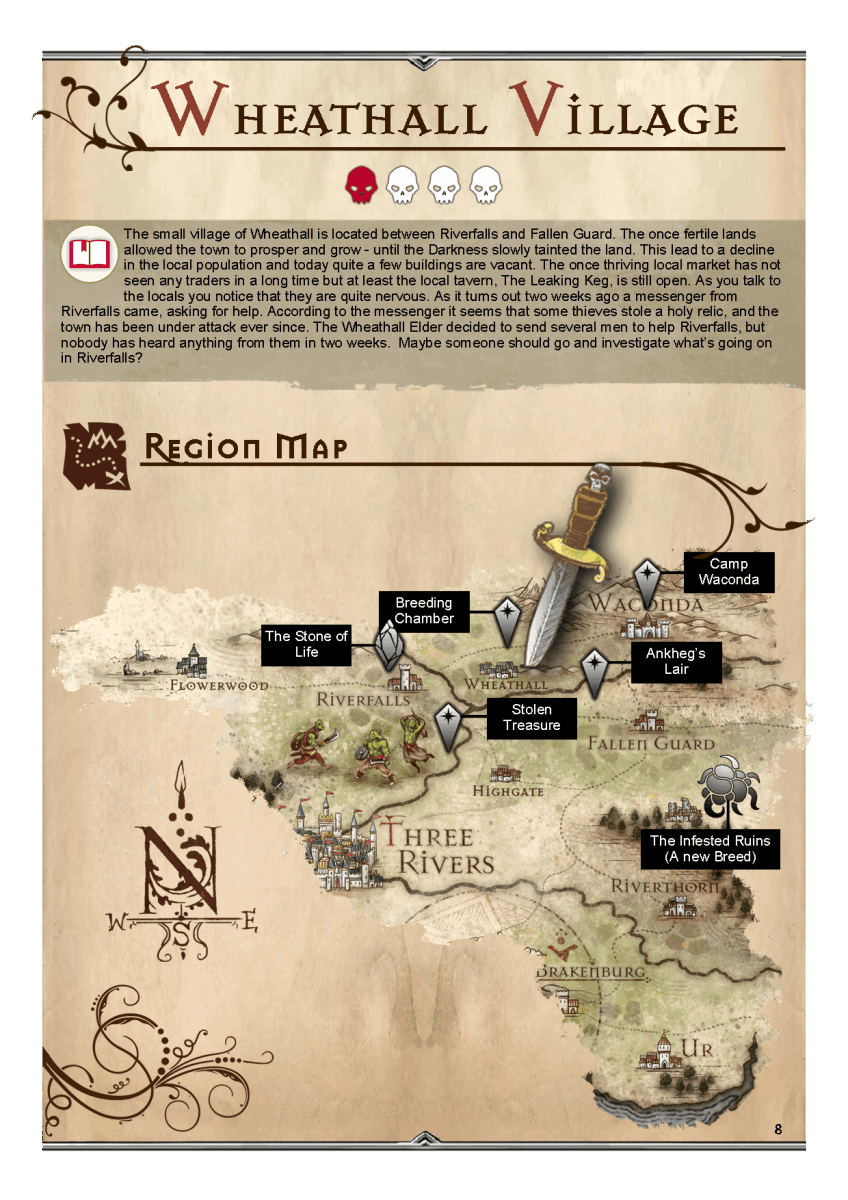 Wheathall Village
The small village of Wheathall is located between Riverfalls and Fallen Guard. The once fertile lands
allowed the town to prosper and grow - until the Darkness slowly tainted the land. This lead to a decline
in the local population and today quite a few buildings are vacant. The once thriving local market has not
seen any traders in a long time but at least the local tavern, The Leaking Keg, is still open. As you talk to
the locals you notice that they are quite nervous. As it turns out two weeks ago a messenger from
Riverfalls came, asking for help. According to the messenger it seems that some thieves stole a holy relic, and the
town has been under attack ever since. The Wheathall Elder decided to send several men to help Riverfalls, but
nobody has heard anything from them in two weeks.  Maybe someone should go and investigate what's going on
in Riverfalls?
Region Map
Camp
Waconda
Waconda
Breeding
Chamber
The Stone of
Life
Ankheg's
Lair
Flowerwood
Riverfalls
Wheathall
Stolen
Treasure
Fallen Guard
Highgate
Three
Rivers
The Infested Ruins
(A new Breed)
Riverthorn
N
W
E
S
Brakenburg
Ur
8